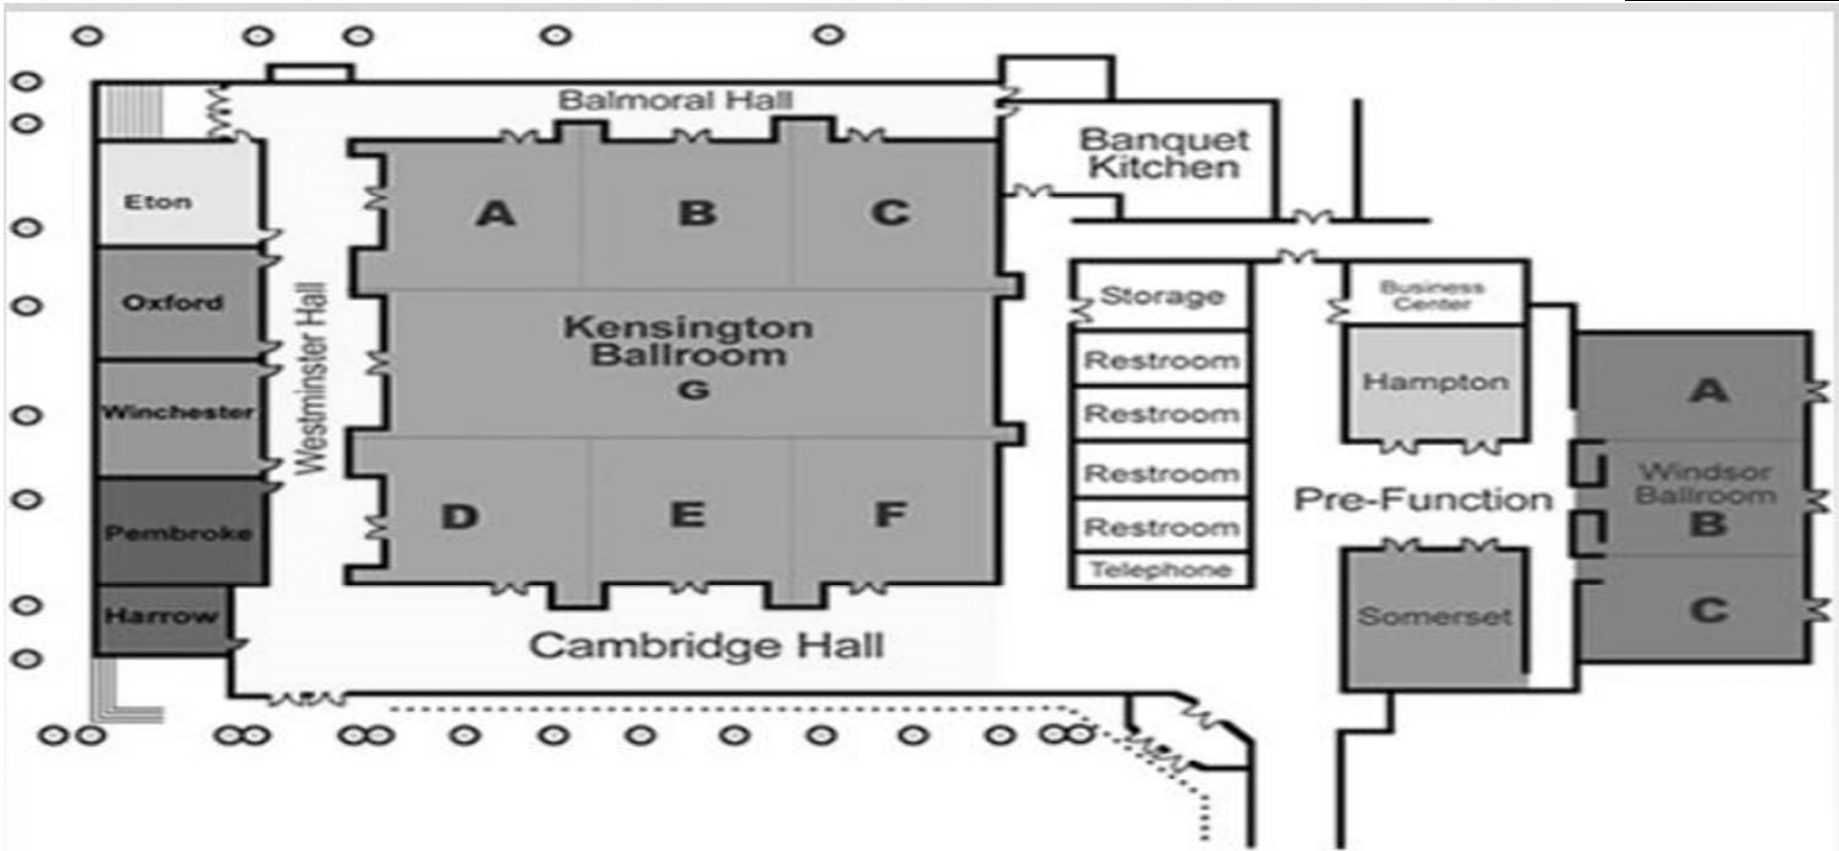 Balmoral Hall
Banquet
Kitchen
Eton
A
B
C
Oxford
Westminster Hall
Kensington
Ballroom
G
Winchester
Pembroke
Harrow
D
E
F
Cambridge Hall
Storage
Restroom
Restroom
Restroom
Restroom
Telephone
Business
Center
Hampton
Pre-Function
Somerset
A
Windsor
Ballroom
B
C